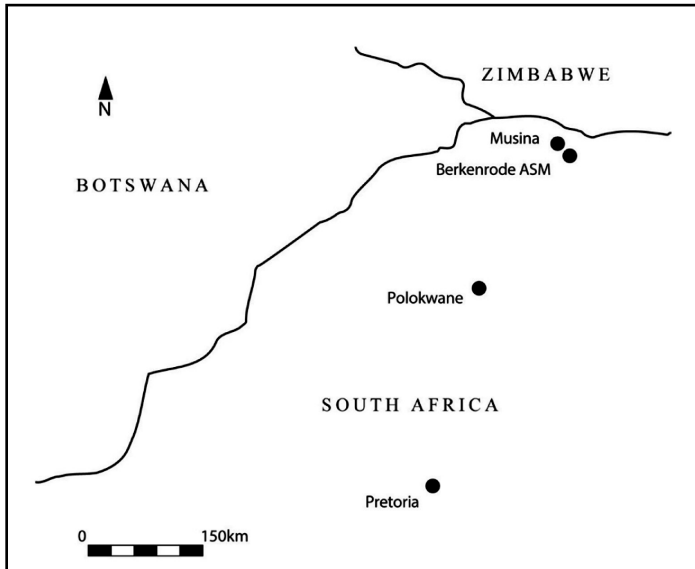 ZIMBABWE
N
Musina
Berkenrode ASM
BOTSWANA
Polokwane
SOUTH AFRICA
Pretoria
0 150km